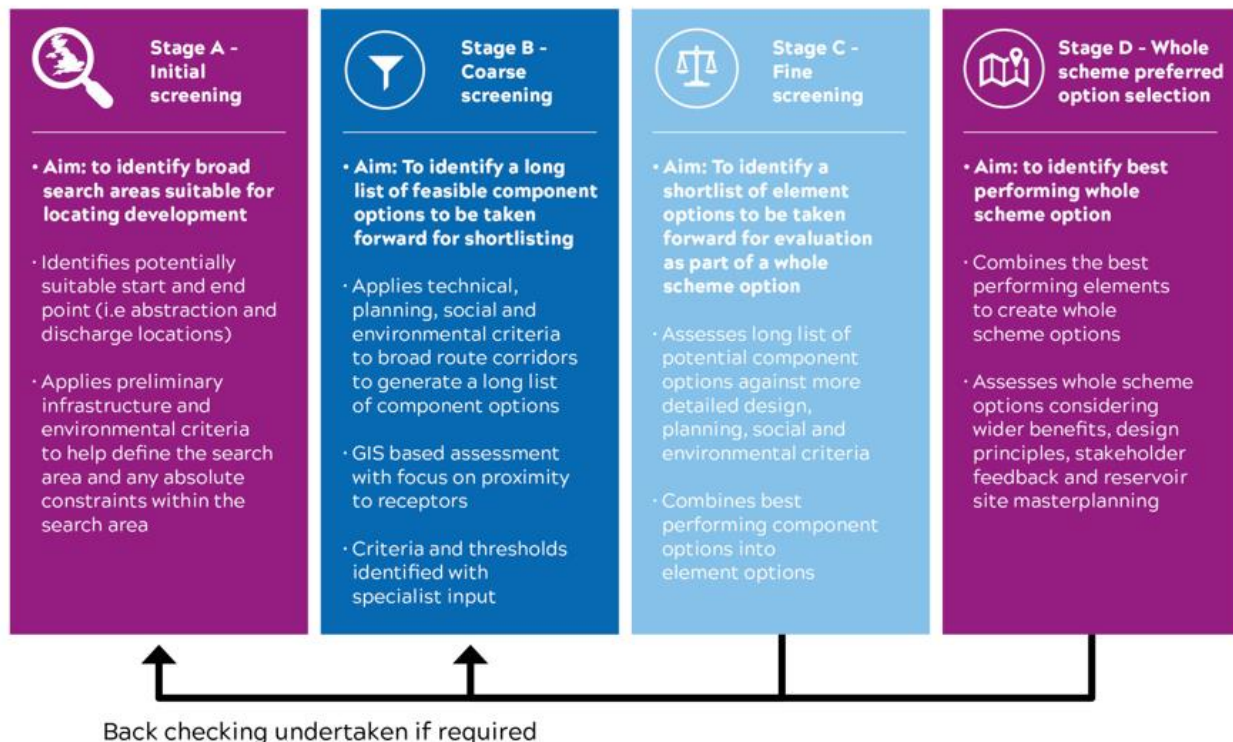 Stage A –
Initial
screening
• Aim: to identify broad
search areas suitable for
locating development
· Identifies potentially
suitable start and end
point (i.e abstraction and
discharge locations)
· Applies preliminary
infrastructure and
environmental criteria
to help define the search
area and any absolute
constraints within the
search area
Stage B –
Coarse
screening
• Aim: To identify a long
list of feasible component
options to be taken
forward for shortlisting
· Applies technical,
planning, social and
environmental criteria
to broad route corridors
to generate a long list
of component options
· GIS based assessment
with focus on proximity
to receptors
· Criteria and thresholds
identified with
specialist input
Stage C –
Fine
screening
• Aim: To identify a
shortlist of element
options to be taken
forward for evaluation
as part of a whole
scheme option
· Assesses long list of
potential component
options against more
detailed design,
planning, social and
environmental criteria
· Combines best
performing component
options into
element options
Stage D – Whole
scheme preferred
option selection
• Aim: to identify best
performing whole
scheme option
· Combines the best
performing elements
to create whole
scheme options
· Assesses whole scheme
options considering
wider benefits, design
principles, stakeholder
feedback and reservoir
site masterplanning
Back checking undertaken if required